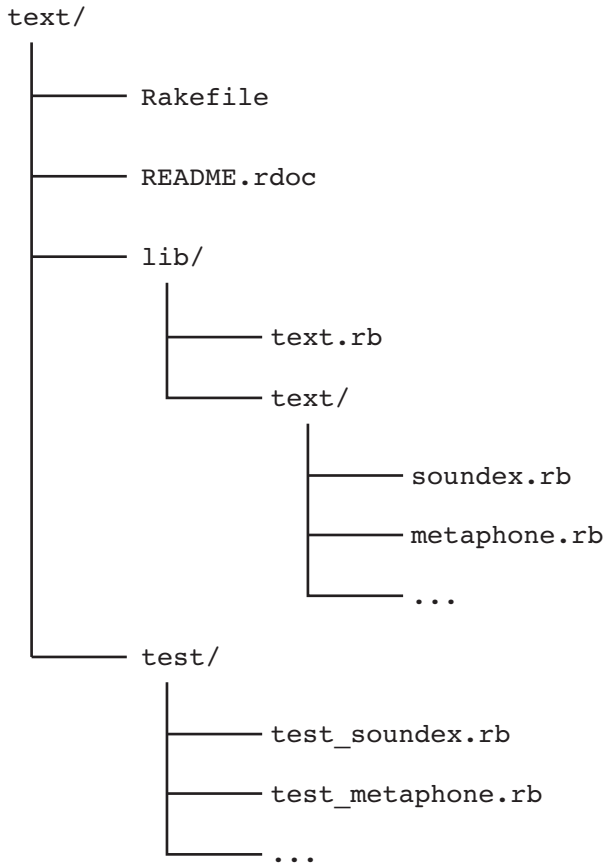 text/
Rakefile
README.rdoc
lib/
text.rb
text/
soundex.rb
metaphone.rb
...
test/
test_soundex.rb
test_metaphone.rb
...